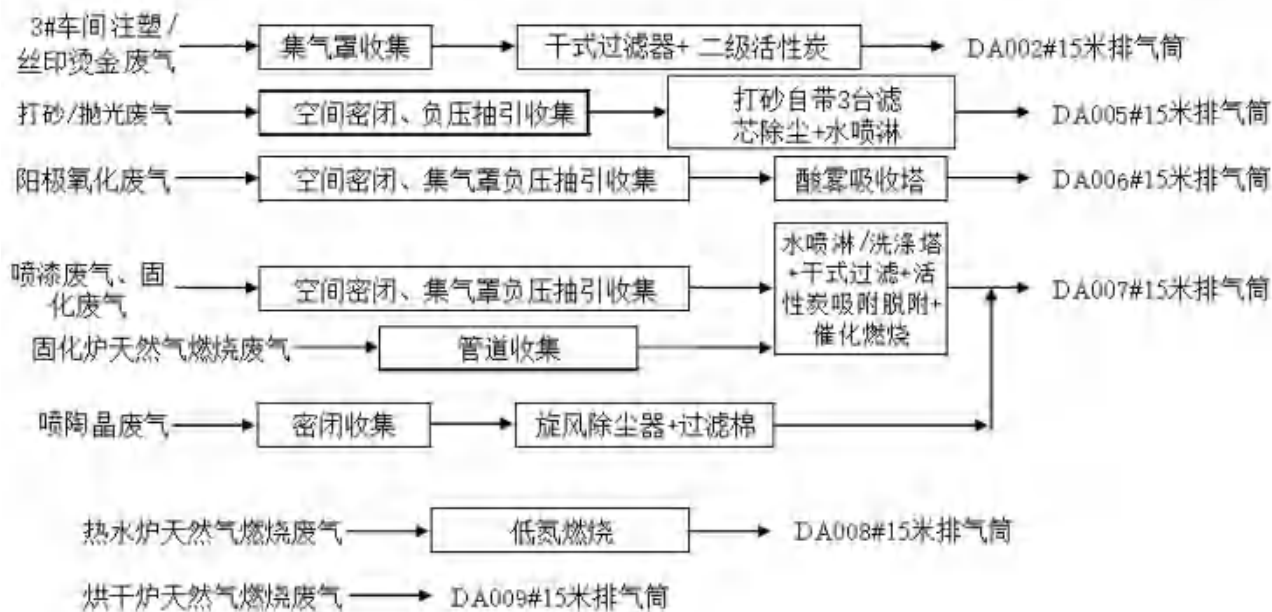 3#车间注塑/
丝印烫金废气
集气罩收集
干式过滤器+ 二级活性炭
DA002#15米排气筒
打砂/抛光废气
空间密闭、负压抽引收集
打砂自带3台滤
芯除尘+水喷淋
DA005#15米排气筒
阳极氧化废气
空间密闭、集气罩负压抽引收集
酸雾吸收塔
DA006#15米排气筒
喷漆废气、固
化废气
空间密闭、集气罩负压抽引收集
水喷淋/洗涤塔
+干式过滤+活
性炭吸附脱附+
催化燃烧
DA007#15米排气筒
固化炉天然气燃烧废气
管道收集
喷陶晶废气
密闭收集
旋风除尘器+过滤棉
热水炉天然气燃烧废气
低氮燃烧
DA008#15米排气筒
烘干炉天然气燃烧废气
DA009#15米排气筒